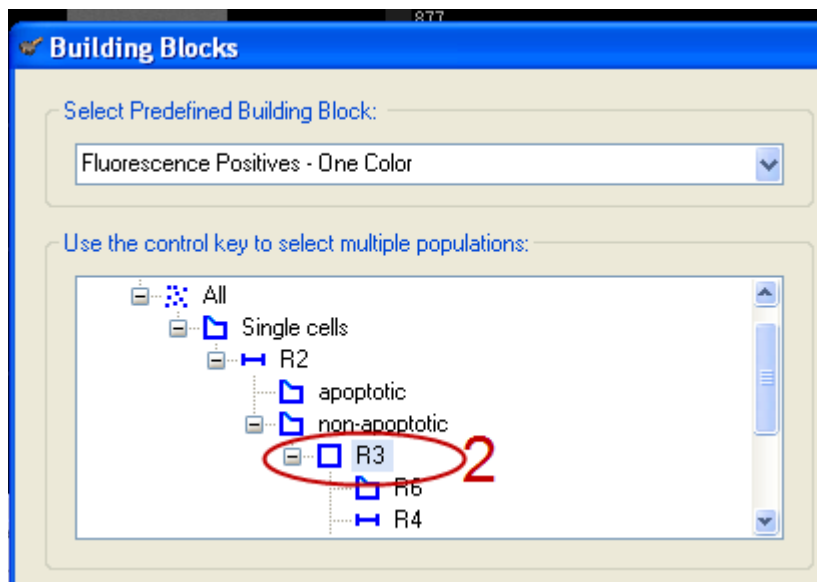 877
Building Blocks
Select Predefined Building Block:
Fluorescence Positives - One Color
Use the control key to select multiple populations:
All
Single cells
R2
apoptotic
non-apoptotic
R3 2
R6
R4